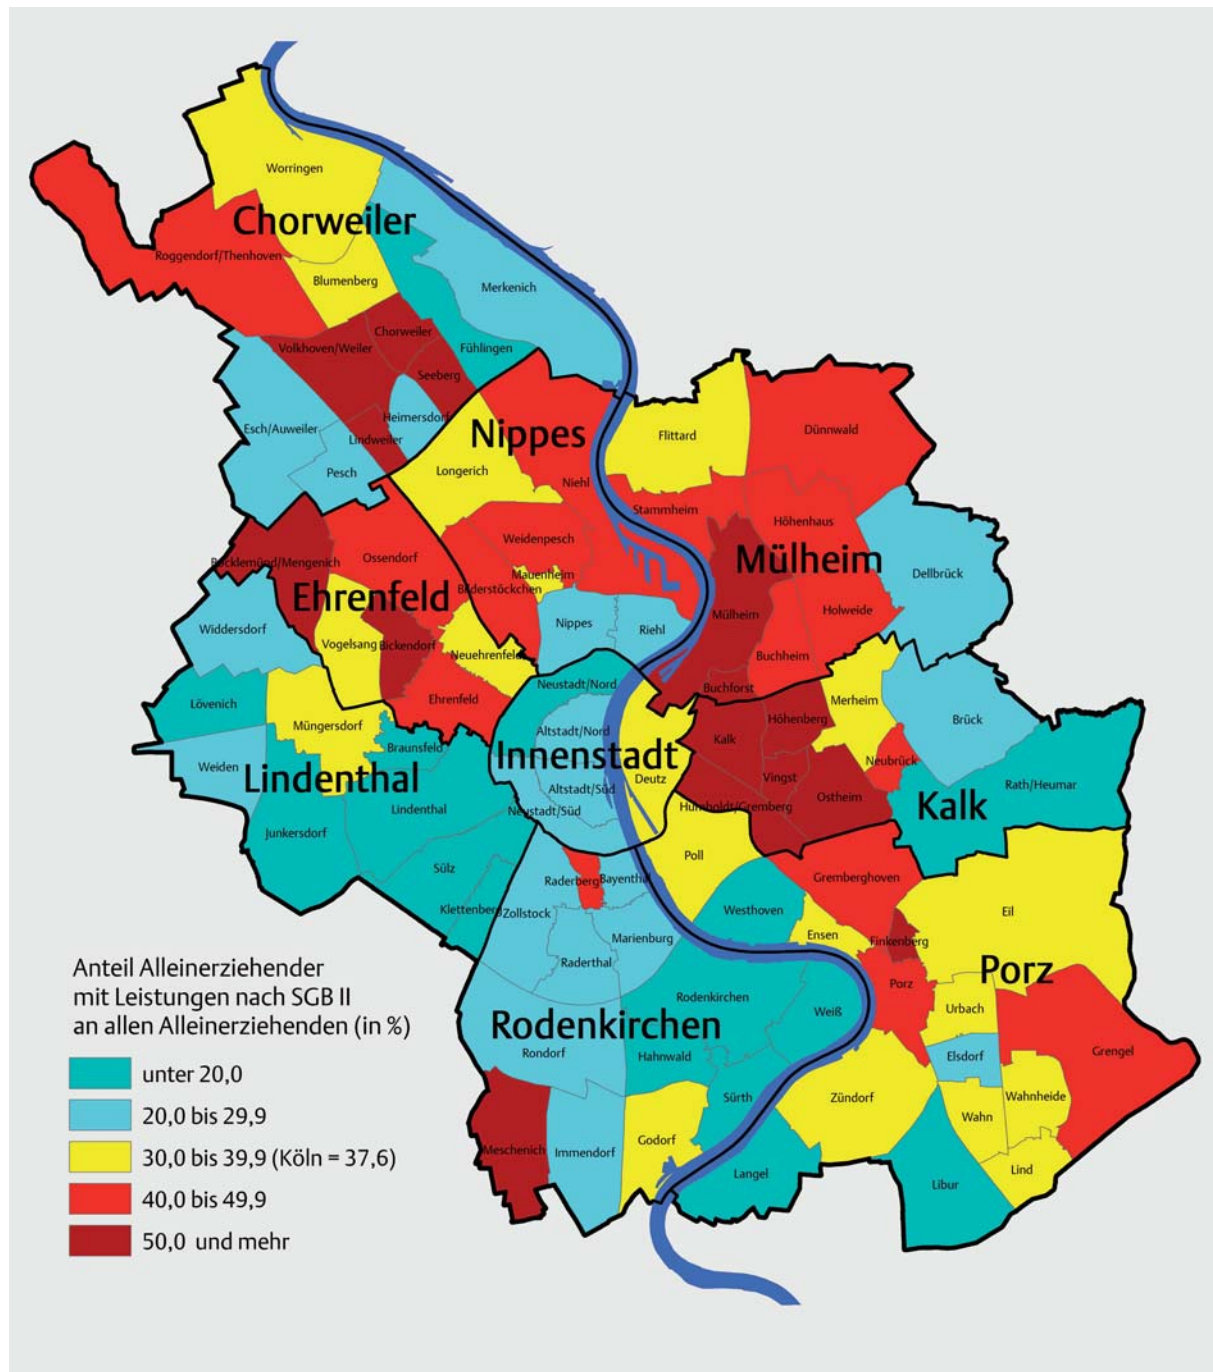 Worringen
Chorweiler
Roggendorf/Thenhoven
Blumenberg
Merkenich
Chorweiler
Volkhoven/Weiler
Fühlingen
Seeberg
Heimersdorf
Esch/Auweiler
Lindweiler
Pesch
Nippes
Flittard
Dünnwald
Longerich
Niehl
Stammheim
Höhenhaus
Weidenpesch
Mülheim
Ossendorf
Bocklemünd/Mengenich
Mauenheim
Bilderstöckchen
Dellbrück
Ehrenfeld
Holweide
Mülheim
Nippes
Riehl
Widdersdorf
Vogelsang
Bickendorf
Neuehrenfeld
Buchheim
Neustadt/Nord
Buchforst
Ehrenfeld
Merheim
Lövenich
Müngersdorf
Höhenberg
Brück
Altstadt/Nord
Kalk
Braunsfeld
Innenstadt
Neubrück
Weiden
Lindenthal
Deutz
Vingst
Rath/Heumar
Altstadt/Süd
Ostheim
Lindenthal
Neustadt/Süd
Humboldt/Gremberg
Kalk
Junkersdorf
Poll
Sülz
Raderberg
Bayenthal
Gremberghoven
Klettenberg
Zollstock
Westhoven
Eil
Ensen
Marienburg
Finkenberg
Raderthal
Porz
Porz
Rodenkirchen
Weiß
Urbach
Rodenkirchen
Rondorf
Hahnwald
Elsdorf
Grengel
Sürth
Zündorf
Wahnheide
Wahn
Godorf
Meschenich
Immendorf
Langel
Lind
Libur
Anteil Alleinerziehender
mit Leistungen nach SGB II
an allen Alleinerziehenden (in %)
unter 20,0
20,0 bis 29,9
30,0 bis 39,9 (Köln = 37,6)
40,0 bis 49,9
50,0 und mehr